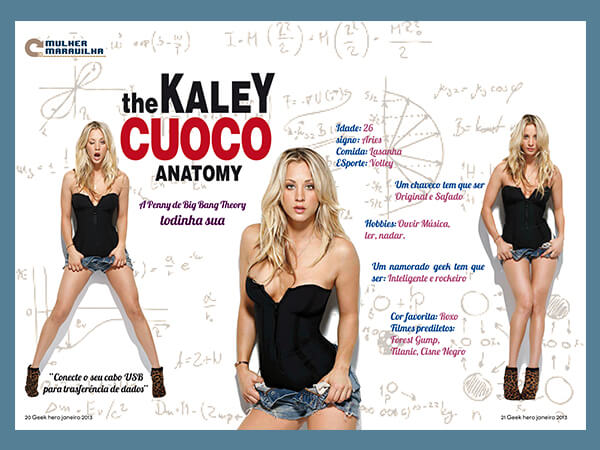 MULHER
MARAVILHA
the KALEY
CUOCO
ANATOMY
A Penny de Big Bang Theory
todinha sua
Idade: 26
signo: Aries
Comida: Lasanha
ESporte: Volley
Um chaveco tem que ser
Original e Safado
Hobbies: Ouvir Música,
ler, nadar.
Um namorado geek tem que
ser: Inteligente e rockeiro
Cor favorita: Roxo
Filmes prediletos:
Forest Gump,
Titanic, Cisne Negro
"Conecte o seu cabo USB
para trasferência de dados"
20 Geek hero janeiro 2013
21 Geek hero janeiro 2013